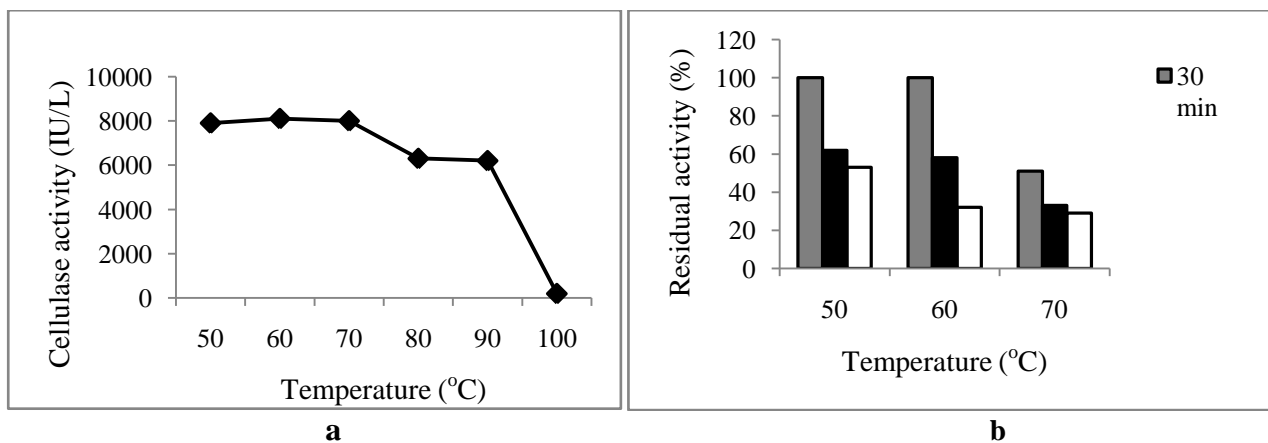 10000
8000
6000
4000
2000
0
Cellulase activity (IU/L)
50 60 70 80 90 100
Temperature (°C)
a
120
100
80
60
40
20
0
Residual activity (%)
50 60 70
Temperature (°C)
30
min
b